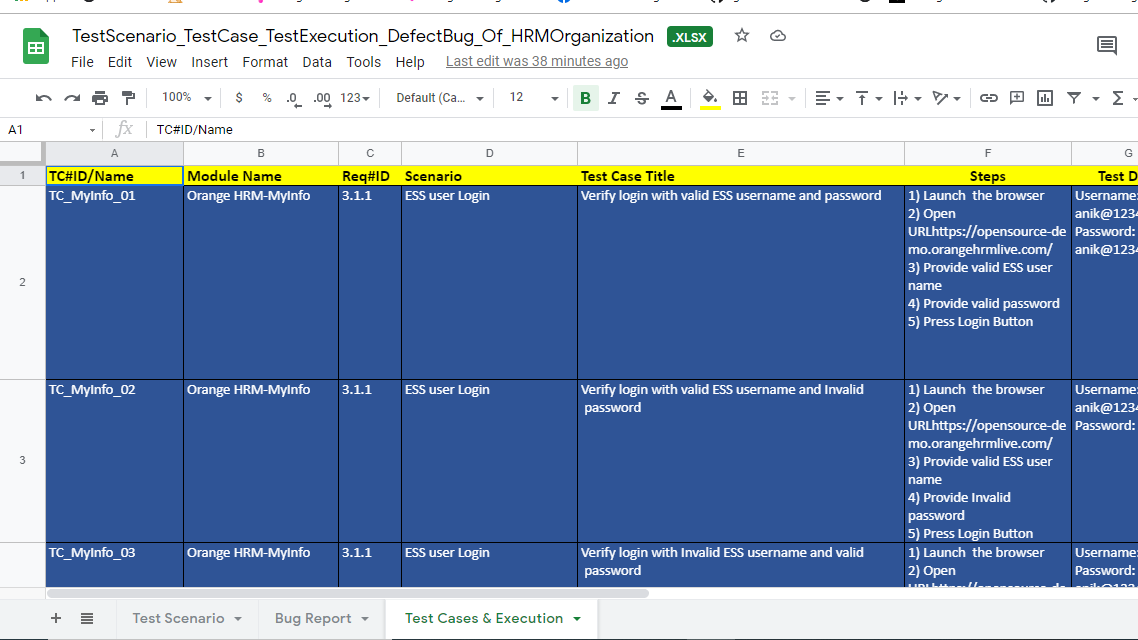 TestScenario_TestCase_TestExecution_DefectBug_Of_HRMOrganization .XLSX
File Edit View Insert Format Data Tools Help Last edit was 38 minutes ago
100% $ % .0 .00 123 Default (Ca... 12 B I S A
A1 fx TC#ID/Name
A B C D E F G
1 TC#ID/Name Module Name Req#ID Scenario Test Case Title Steps Test D
TC_MyInfo_01 Orange HRM-MyInfo 3.1.1 ESS user Login Verify login with valid ESS username and password 1) Launch the browser Username:
2) Open anik@1234
URLhttps://opensource-de Password:
mo.orangehrmlive.com/ anik@1234
3) Provide valid ESS user
2
name
4) Provide valid password
5) Press Login Button
TC_MyInfo_02 Orange HRM-MyInfo 3.1.1 ESS user Login Verify login with valid ESS username and Invalid 1) Launch the browser Username:
password 2) Open anik@1234
URLhttps://opensource-de Password:
mo.orangehrmlive.com/
3 3) Provide valid ESS user
name
4) Provide Invalid
password
5) Press Login Button
TC_MyInfo_03 Orange HRM-MyInfo 3.1.1 ESS user Login Verify login with Invalid ESS username and valid 1) Launch the browser Username:
password 2) Open Password:
+ Test Scenario Bug Report Test Cases & Execution